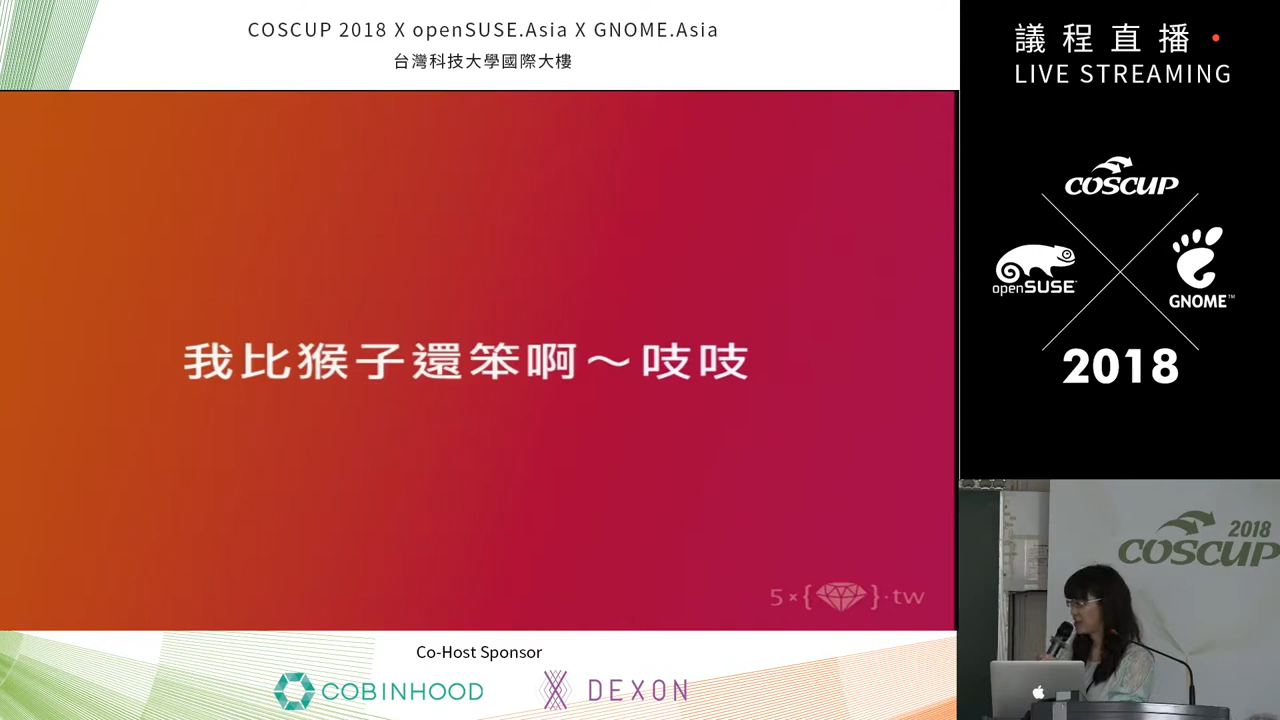 COSCUP 2018 X openSUSE.Asia X GNOME.Asia
台灣科技大學國際大樓
議程直播
LIVE STREAMING
COSCUP
openSUSE
GNOME™
2018
我比猴子還笨啊～吱吱
5×{}.tw
2018
COSCUP
Co-Host Sponsor
COBINHOOD
DEXON